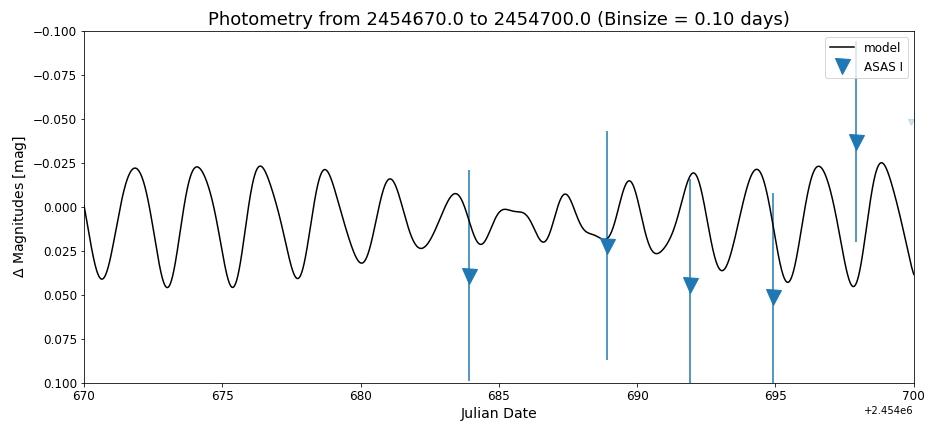 Photometry from 2454670.0 to 2454700.0 (Binsize = 0.10 days)
Δ Magnitudes [mag]
−0.100
−0.075
−0.050
−0.025
0.000
0.025
0.050
0.075
0.100
model
ASAS I
670 675 680 685 690 695 700
+2.454e6
Julian Date